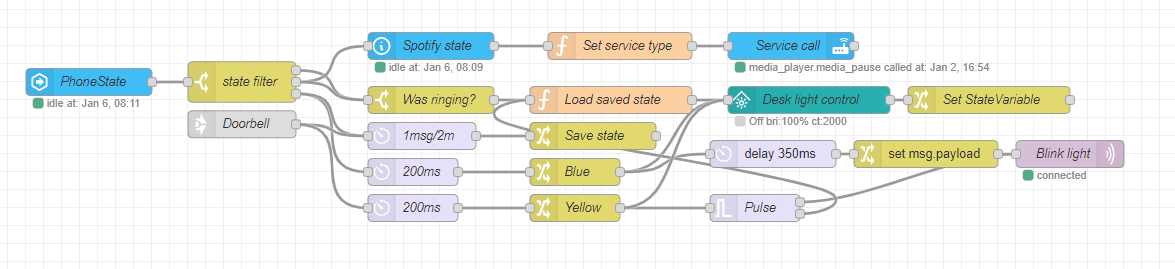 Spotify state
Set service type
Service call
idle at: Jan 6, 08:09
media_player.media_pause called at: Jan 2, 16:54
PhoneState
state filter
idle at: Jan 6, 08:11
Was ringing?
Load saved state
Desk light control
Set StateVariable
Off bri:100% ct:2000
Doorbell
1msg/2m
Save state
delay 350ms
set msg.payload
Blink light
connected
200ms
Blue
200ms
Yellow
Pulse